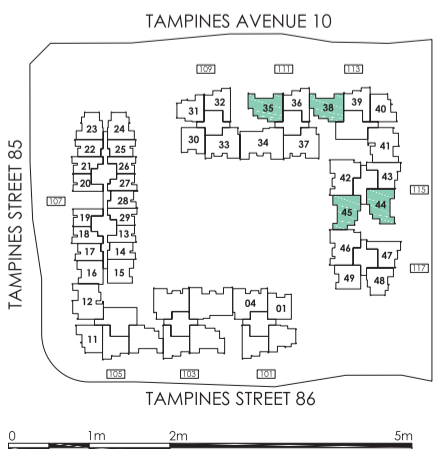 TAMPINES AVENUE 10
109 111 113
32 35 36 38 39 40
31
30 33 34 37 41
23 24
22 25
21 26
20 27
28
19 29
18 13
17 14
16 15
12
11
42 43
45 44
46 47
49 48
04 01
107
115
117
105 103 101
TAMPINES STREET 85
TAMPINES STREET 86
0 1m 2m 5m